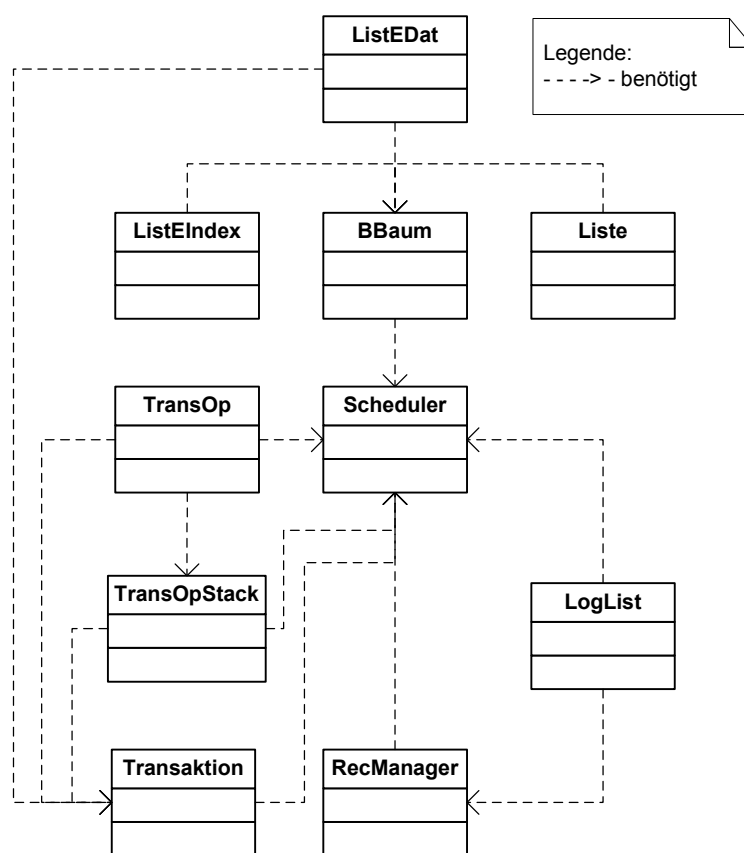 ListEDat
Legende:
- - - -> - benötigt
ListEIndex
BBaum
Liste
TransOp
Scheduler
TransOpStack
LogList
Transaktion
RecManager